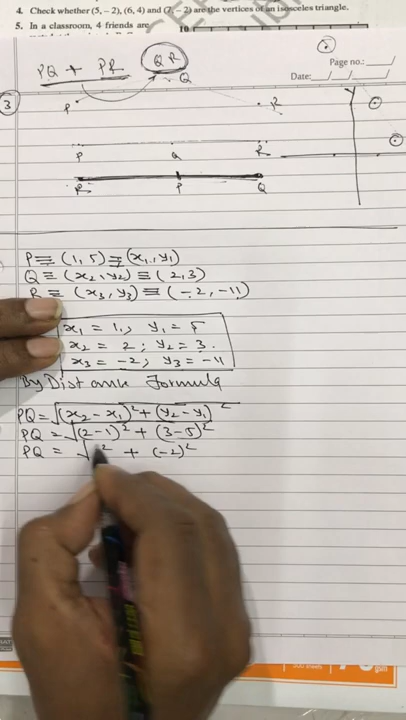 4. Check whether (5, – 2), (6, 4) and (7, – 2) are the vertices of an isosceles triangle.
5. In a classroom, 4 friends are
10
2
Page no.:
Date: / /
PQ + PR QR
3
P Q R
P Q R
R P Q
P ≡ (1, 5) ≡ (x₁, y₁)
Q ≡ (x₂, y₂) ≡ (2, 3)
R ≡ (x₃, y₃) ≡ (-2, -11)
x₁ = 1, y₁ = 5
x₂ = 2; y₂ = 3.
x₃ = -2; y₃ = -11
By Distance Formula
PQ = √(x₂ - x₁)² + (y₂ - y₁)²
PQ = √(2-1)² + (3-5)²
PQ = √ ² + (-2)²